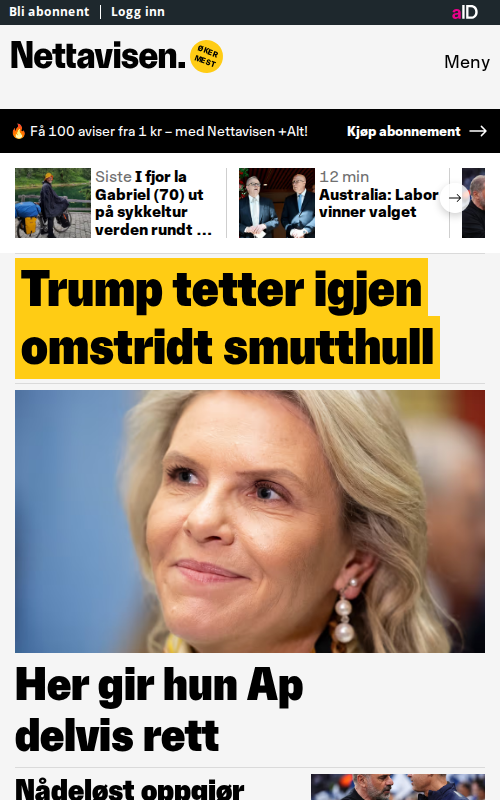 Bli abonnent
Logg inn
aID
Nettavisen.
ØKER
MEST
Meny
🔥 Få 100 aviser fra 1 kr – med Nettavisen +Alt!
Kjøp abonnement →
Siste I fjor la
Gabriel (70) ut
på sykkeltur
verden rundt ...
12 min
Australia: Labor
vinner valget
Trump tetter igjen
omstridt smutthull
Her gir hun Ap
delvis rett
Nådeløst oppgjør